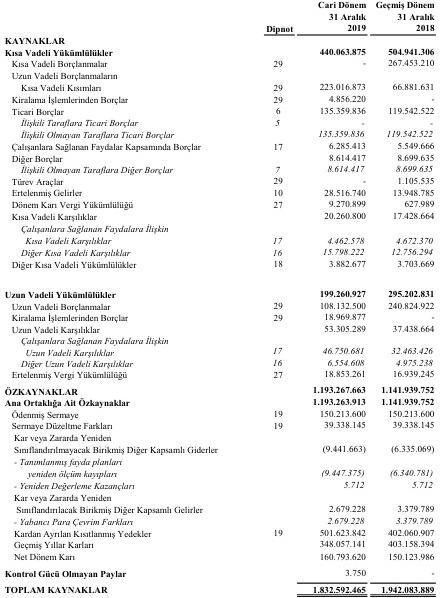 Cari Dönem Geçmiş Dönem
31 Aralık 31 Aralık
Dipnot 2019 2018
KAYNAKLAR
Kısa Vadeli Yükümlülükler 440.063.875 504.941.306
Kısa Vadeli Borçlanmalar 29 - 267.453.210
Uzun Vadeli Borçlanmaların
Kısa Vadeli Kısımları 29 223.016.873 66.881.631
Kiralama İşlemlerinden Borçlar 29 4.856.220 -
Ticari Borçlar 6 135.359.836 119.542.522
İlişkili Taraflara Ticari Borçlar 5 - -
İlişkili Olmayan Taraflara Ticari Borçlar 135.359.836 119.542.522
Çalışanlara Sağlanan Faydalar Kapsamında Borçlar 17 6.285.413 5.549.666
Diğer Borçlar 8.614.417 8.699.635
İlişkili Olmayan Taraflara Diğer Borçlar 7 8.614.417 8.699.635
Türev Araçlar 29 - 1.105.535
Ertelenmiş Gelirler 10 28.516.740 13.948.785
Dönem Karı Vergi Yükümlülüğü 27 9.270.899 627.989
Kısa Vadeli Karşılıklar 20.260.800 17.428.664
Çalışanlara Sağlanan Faydalara İlişkin
Kısa Vadeli Karşılıklar 17 4.462.578 4.672.370
Diğer Kısa Vadeli Karşılıklar 16 15.798.222 12.756.294
Diğer Kısa Vadeli Yükümlülükler 18 3.882.677 3.703.669
Uzun Vadeli Yükümlülükler 199.260.927 295.202.831
Uzun Vadeli Borçlanmalar 29 108.132.500 240.824.922
Kiralama İşlemlerinden Borçlar 29 18.969.877 -
Uzun Vadeli Karşılıklar 53.305.289 37.438.664
Çalışanlara Sağlanan Faydalara İlişkin
Uzun Vadeli Karşılıklar 17 46.750.681 32.463.426
Diğer Uzun Vadeli Karşılıklar 16 6.554.608 4.975.238
Ertelenmiş Vergi Yükümlülüğü 27 18.853.261 16.939.245
ÖZKAYNAKLAR 1.193.267.663 1.141.939.752
Ana Ortaklığa Ait Özkaynaklar 1.193.263.913 1.141.939.752
Ödenmiş Sermaye 19 150.213.600 150.213.600
Sermaye Düzeltme Farkları 19 39.338.145 39.338.145
Kar veya Zararda Yeniden
Sınıflandırılmayacak Birikmiş Diğer Kapsamlı Giderler (9.441.663) (6.335.069)
- Tanımlanmış fayda planları
yeniden ölçüm kayıpları (9.447.375) (6.340.781)
- Yeniden Değerleme Kazançları 5.712 5.712
Kar veya Zararda Yeniden
Sınıflandırılacak Birikmiş Diğer Kapsamlı Gelirler 2.679.228 3.379.789
- Yabancı Para Çevrim Farkları 2.679.228 3.379.789
Kardan Ayrılan Kısıtlanmış Yedekler 19 501.623.842 402.060.907
Geçmiş Yıllar Karları 348.057.141 403.158.394
Net Dönem Karı 160.793.620 150.123.986
Kontrol Gücü Olmayan Paylar 3.750 -
TOPLAM KAYNAKLAR 1.832.592.465 1.942.083.889